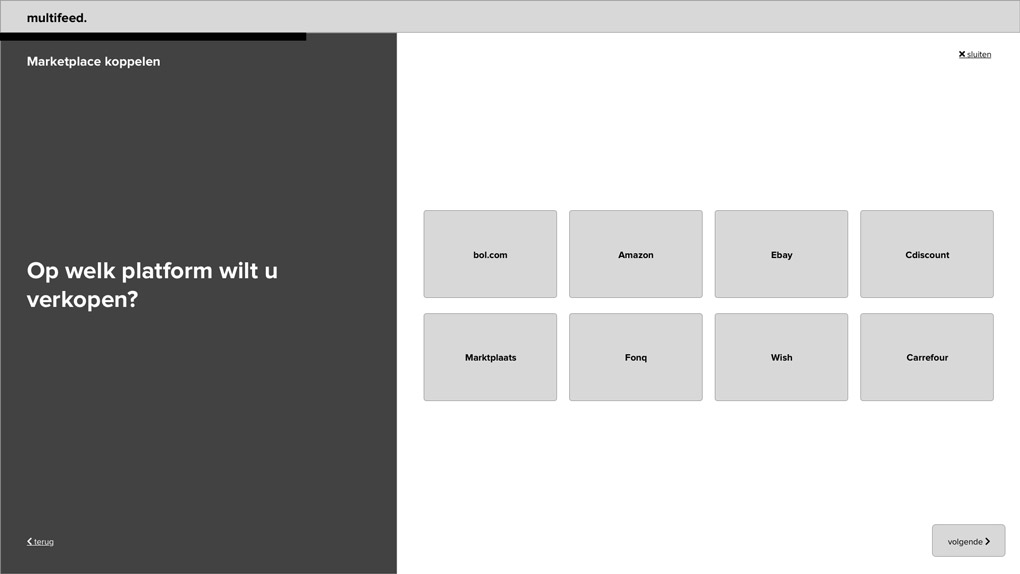 multifeed.
Marketplace koppelen
sluiten
Op welk platform wilt u
verkopen?
bol.com
Amazon
Ebay
Cdiscount
Marktplaats
Fonq
Wish
Carrefour
terug
volgende